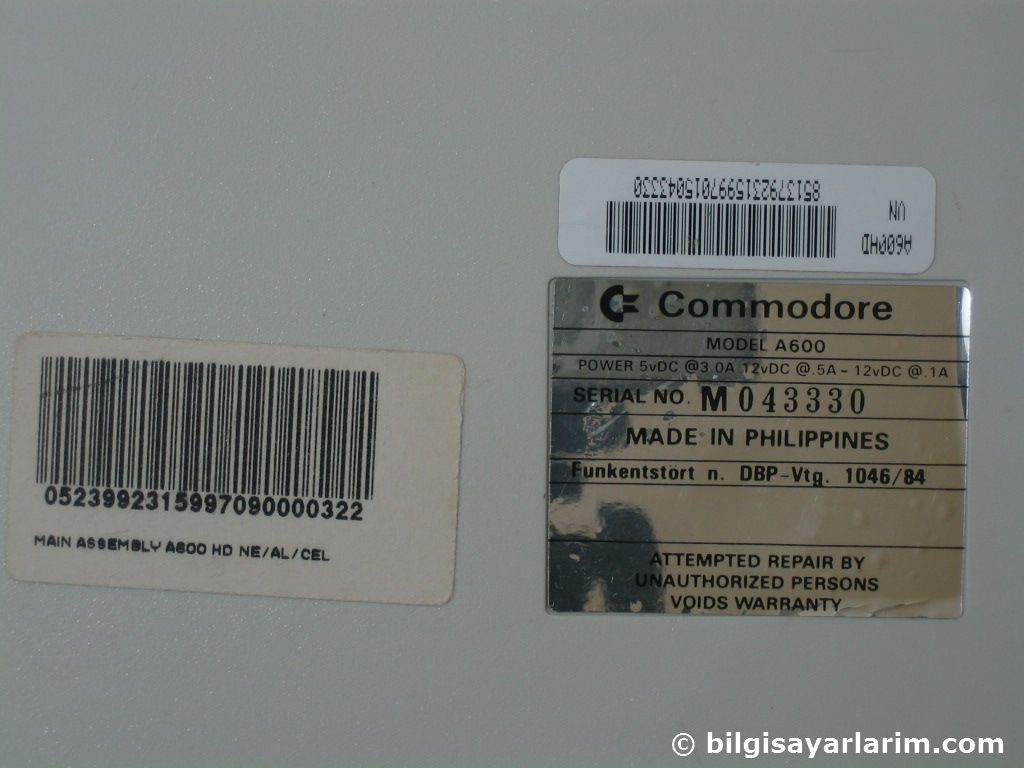 A600HD
8513792315997015043330
Commodore
MODEL A600
POWER 5vDC @3.0A 12vDC @.5A - 12vDC @.1A
SERIAL NO. M 043330
MADE IN PHILIPPINES
Funkentstört n. DBP-Vtg. 1046/84
ATTEMPTED REPAIR BY
UNAUTHORIZED PERSONS
VOIDS WARRANTY
0523992315997090000322
MAIN ASSEMBLY A600 HD NE/AL/CEL
© bilgisayarlarim.com